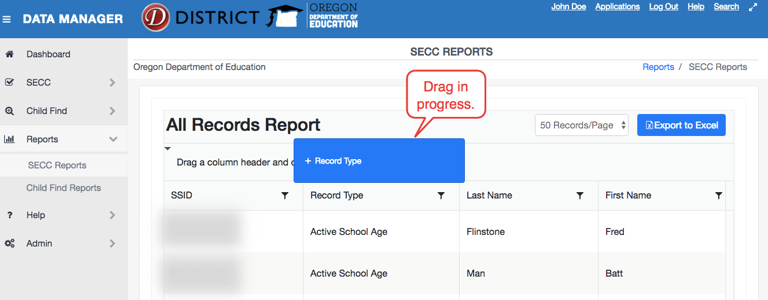 DATA MANAGER
D DISTRICT
OREGON
DEPARTMENT OF
EDUCATION
John Doe Applications Log Out Help Search
Dashboard
SECC
Child Find
Reports
SECC Reports
Child Find Reports
? Help
Admin
SECC REPORTS
Oregon Department of Education
Reports / SECC Reports
Drag in
progress.
All Records Report
50 Records/Page
Export to Excel
Drag a column header and
+ Record Type
SSID Record Type Last Name First Name
Active School Age Flinstone Fred
Active School Age Man Batt